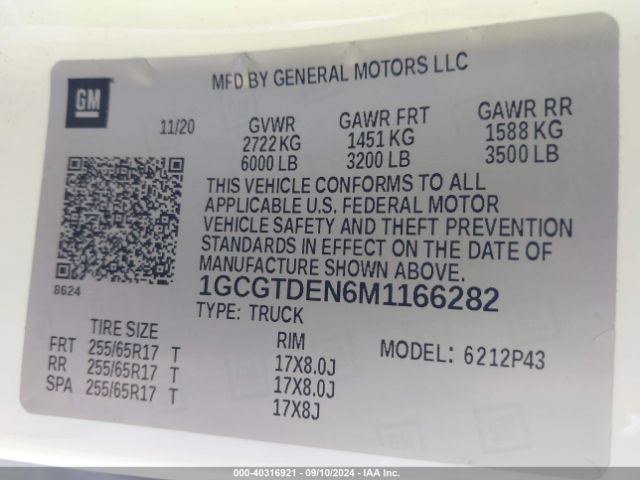 GM
MFD BY GENERAL MOTORS LLC
11/20
GVWR GAWR FRT GAWR RR
2722 KG 1451 KG 1588 KG
6000 LB 3200 LB 3500 LB
THIS VEHICLE CONFORMS TO ALL
APPLICABLE U.S. FEDERAL MOTOR
VEHICLE SAFETY AND THEFT PREVENTION
STANDARDS IN EFFECT ON THE DATE OF
MANUFACTURE SHOWN ABOVE.
8624
1GCGTDEN6M1166282
TYPE: TRUCK
TIRE SIZE RIM
FRT 255/65R17 T 17X8.0J
RR 255/65R17 T 17X8.0J
SPA 255/65R17 T 17X8J
MODEL: 6212P43
000-40316921 - 09/10/2024 - IAA Inc.